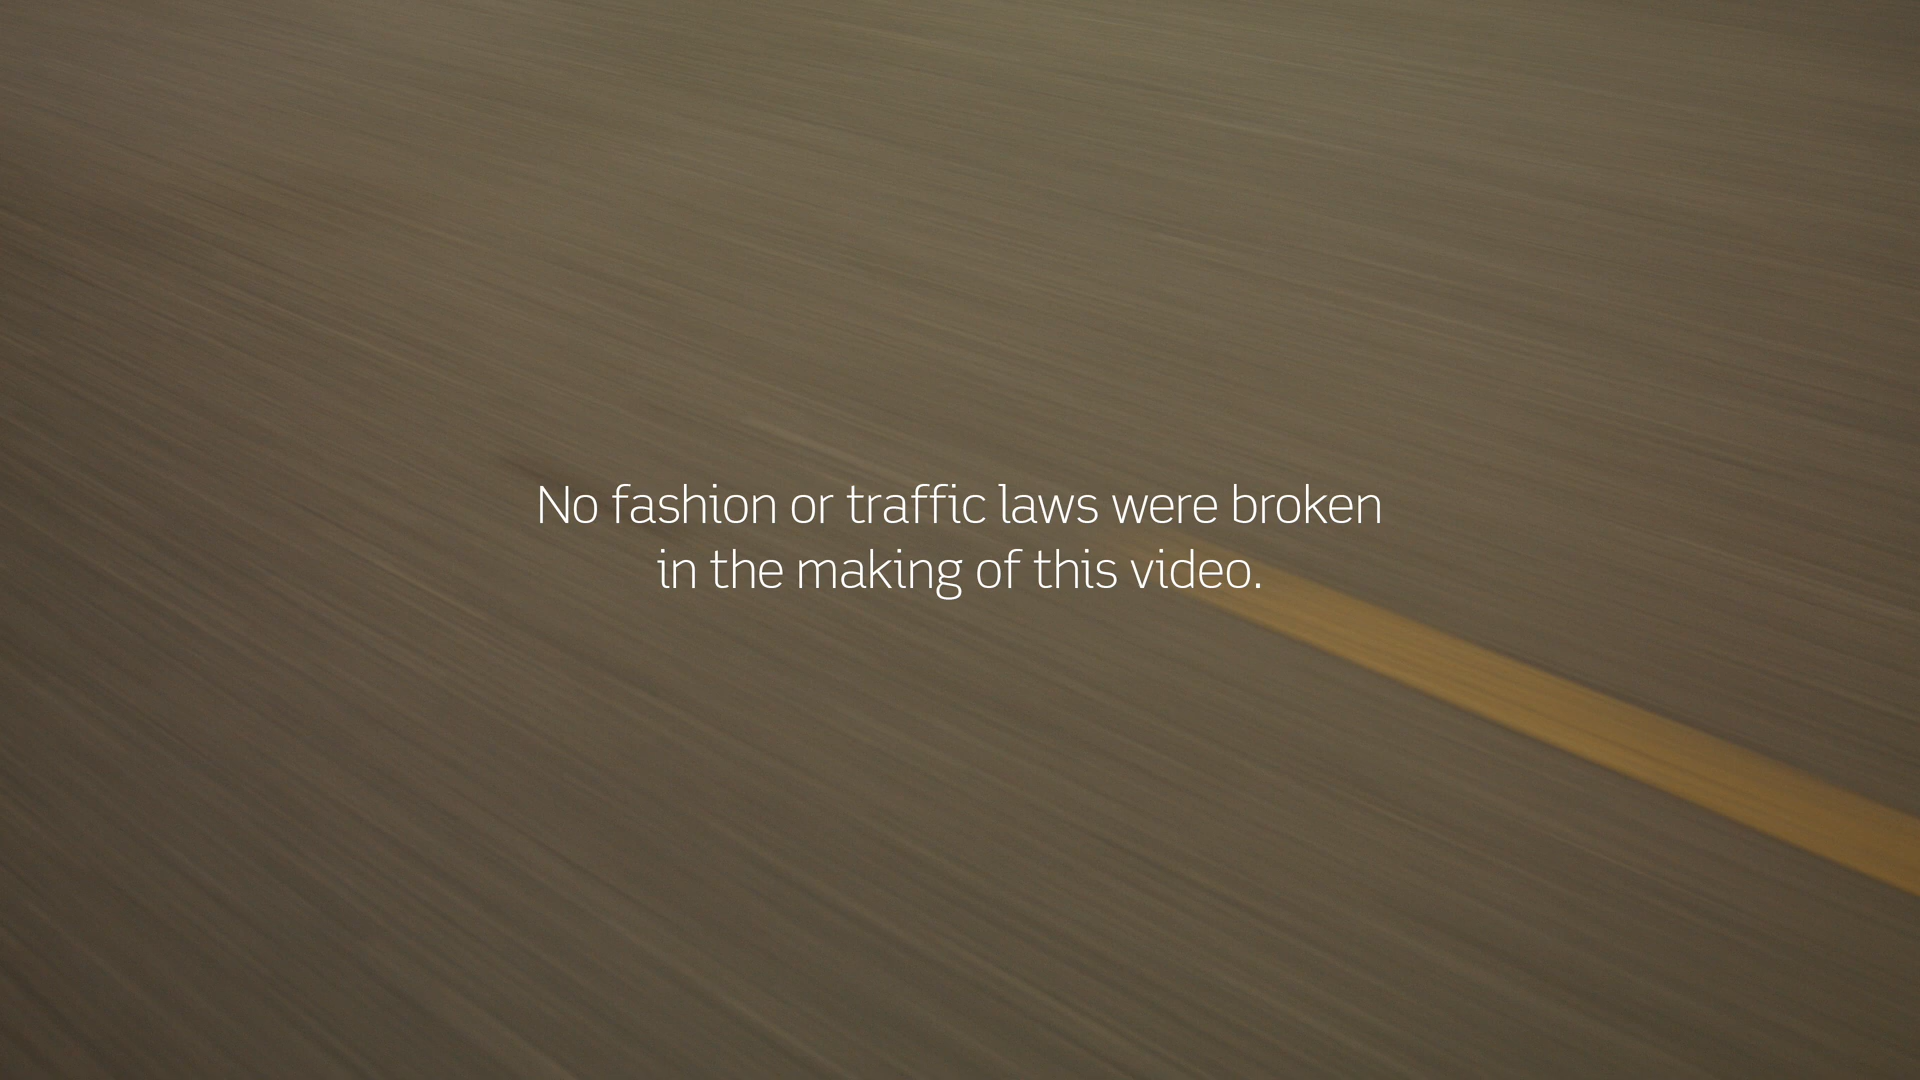 No fashion or traffic laws were broken
in the making of this video.